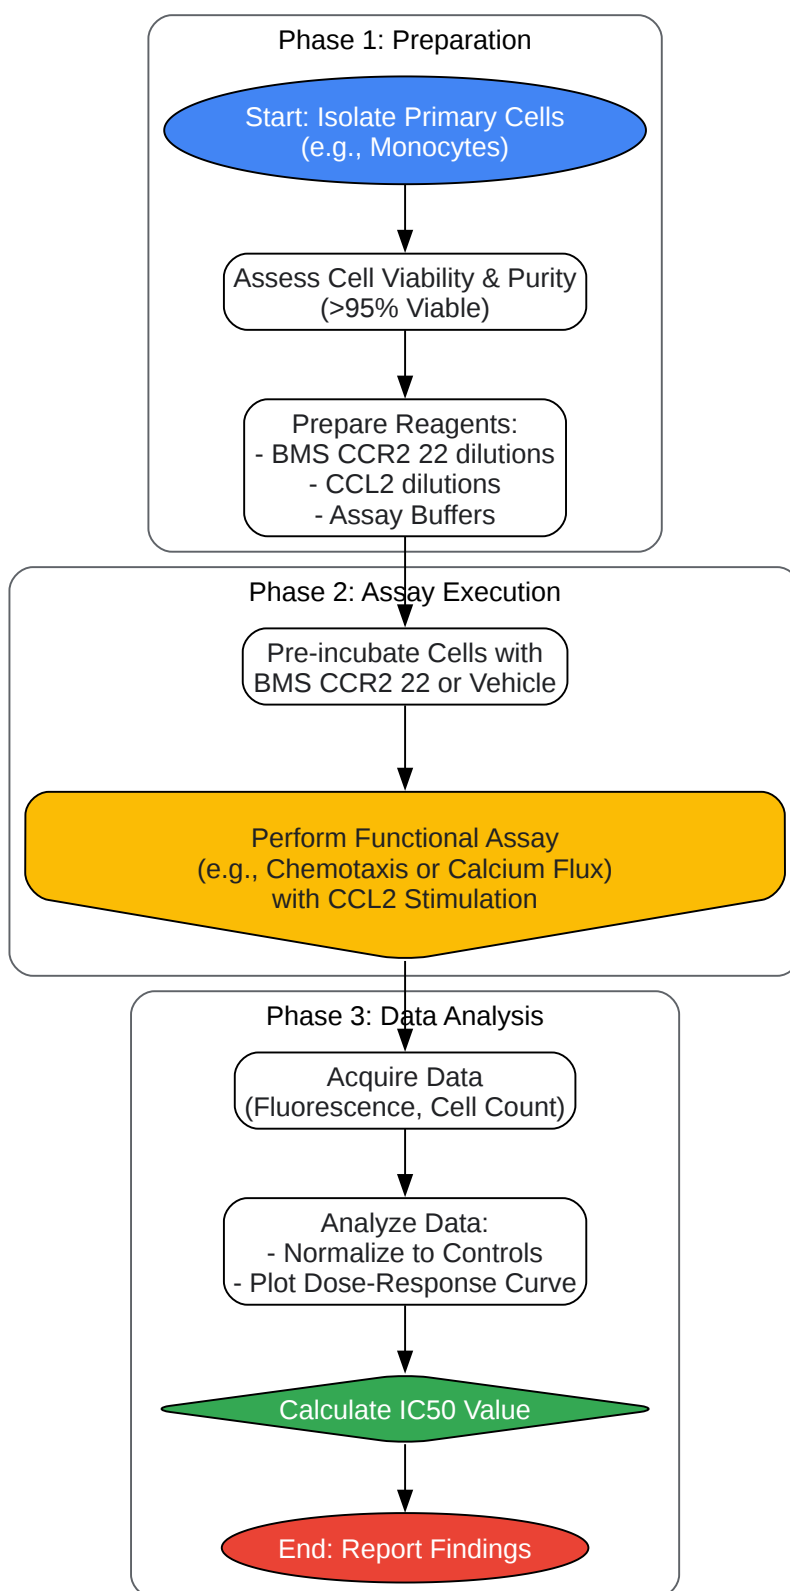 Phase 1: Preparation
Start: Isolate Primary Cells
(e.g., Monocytes)
Assess Cell Viability & Purity
(>95% Viable)
Prepare Reagents:
- BMS CCR2 22 dilutions
- CCL2 dilutions
- Assay Buffers
Phase 2: Assay Execution
Pre-incubate Cells with
BMS CCR2 22 or Vehicle
Perform Functional Assay
(e.g., Chemotaxis or Calcium Flux)
with CCL2 Stimulation
Phase 3: Data Analysis
Acquire Data
(Fluorescence, Cell Count)
Analyze Data:
- Normalize to Controls
- Plot Dose-Response Curve
Calculate IC50 Value
End: Report Findings